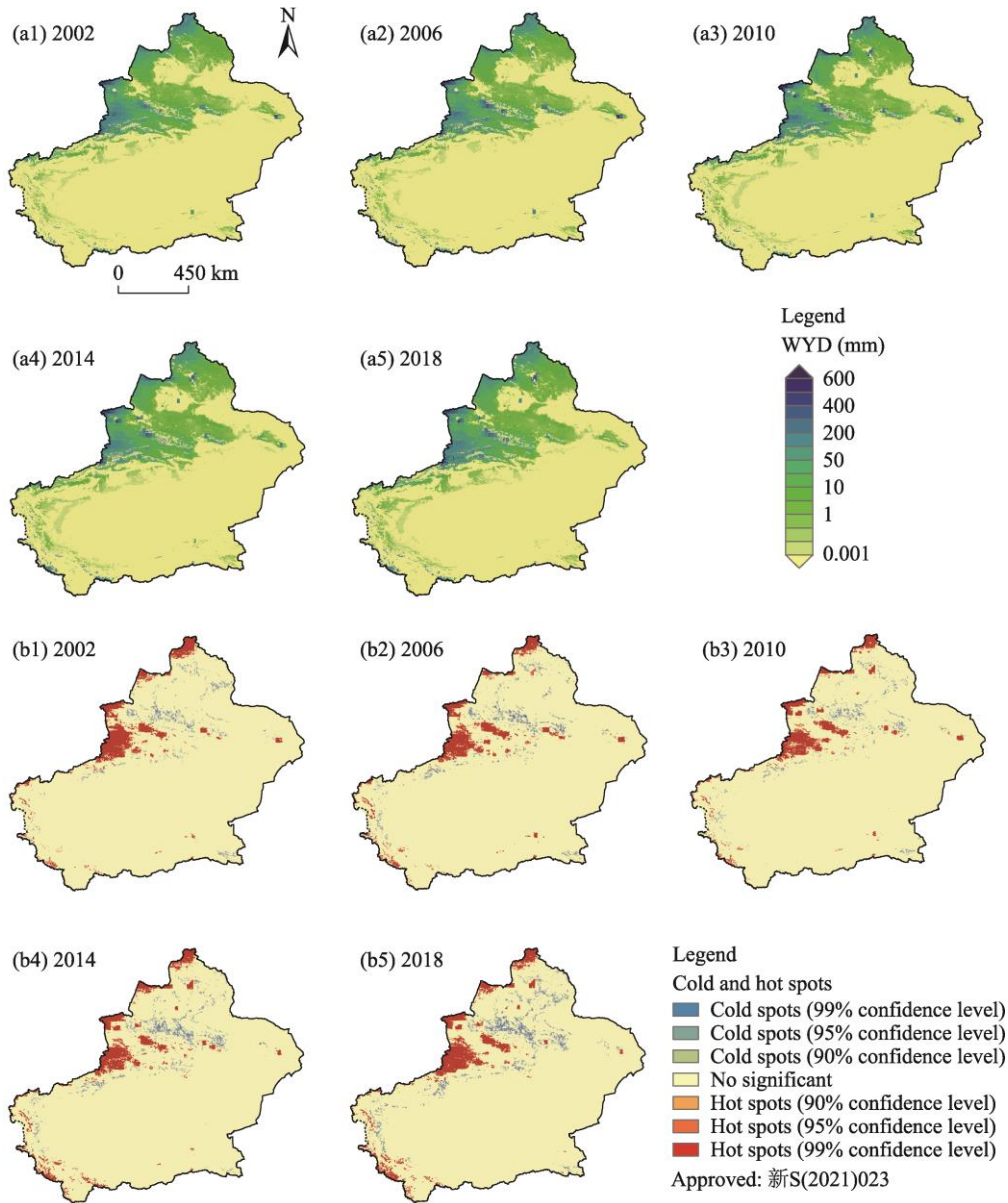 (a1) 2002
N
(a2) 2006
(a3) 2010
0 450 km
(a4) 2014
(a5) 2018
Legend
WYD (mm)
600
400
200
50
10
1
0.001
(b1) 2002
(b2) 2006
(b3) 2010
(b4) 2014
(b5) 2018
Legend
Cold and hot spots
Cold spots (99% confidence level)
Cold spots (95% confidence level)
Cold spots (90% confidence level)
No significant
Hot spots (90% confidence level)
Hot spots (95% confidence level)
Hot spots (99% confidence level)
Approved: 新S(2021)023